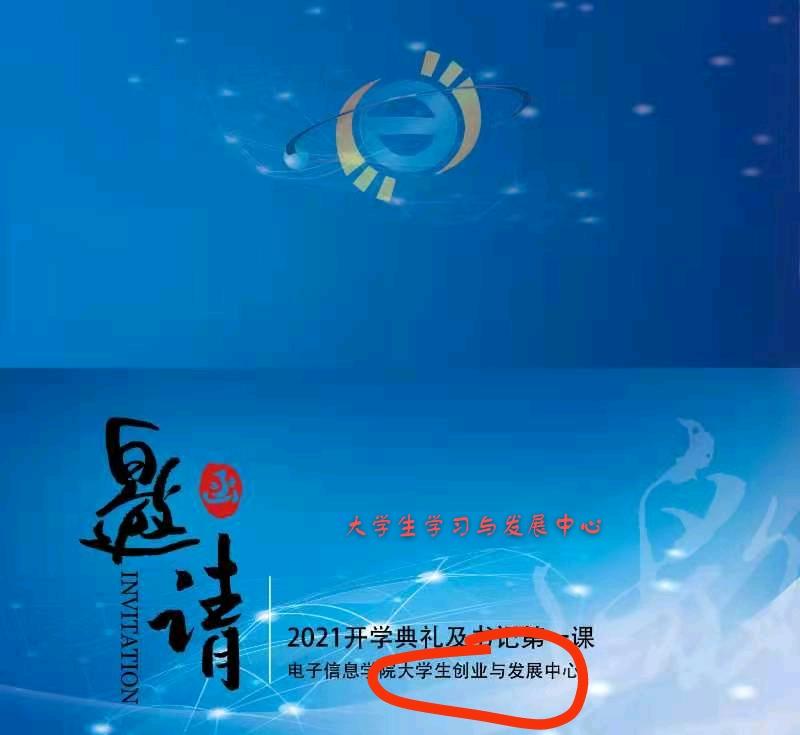 邀请
函
INVITATION
大学生学习与发展中心
2021开学典礼及书记第一课
电子信息学院大学生创业与发展中心